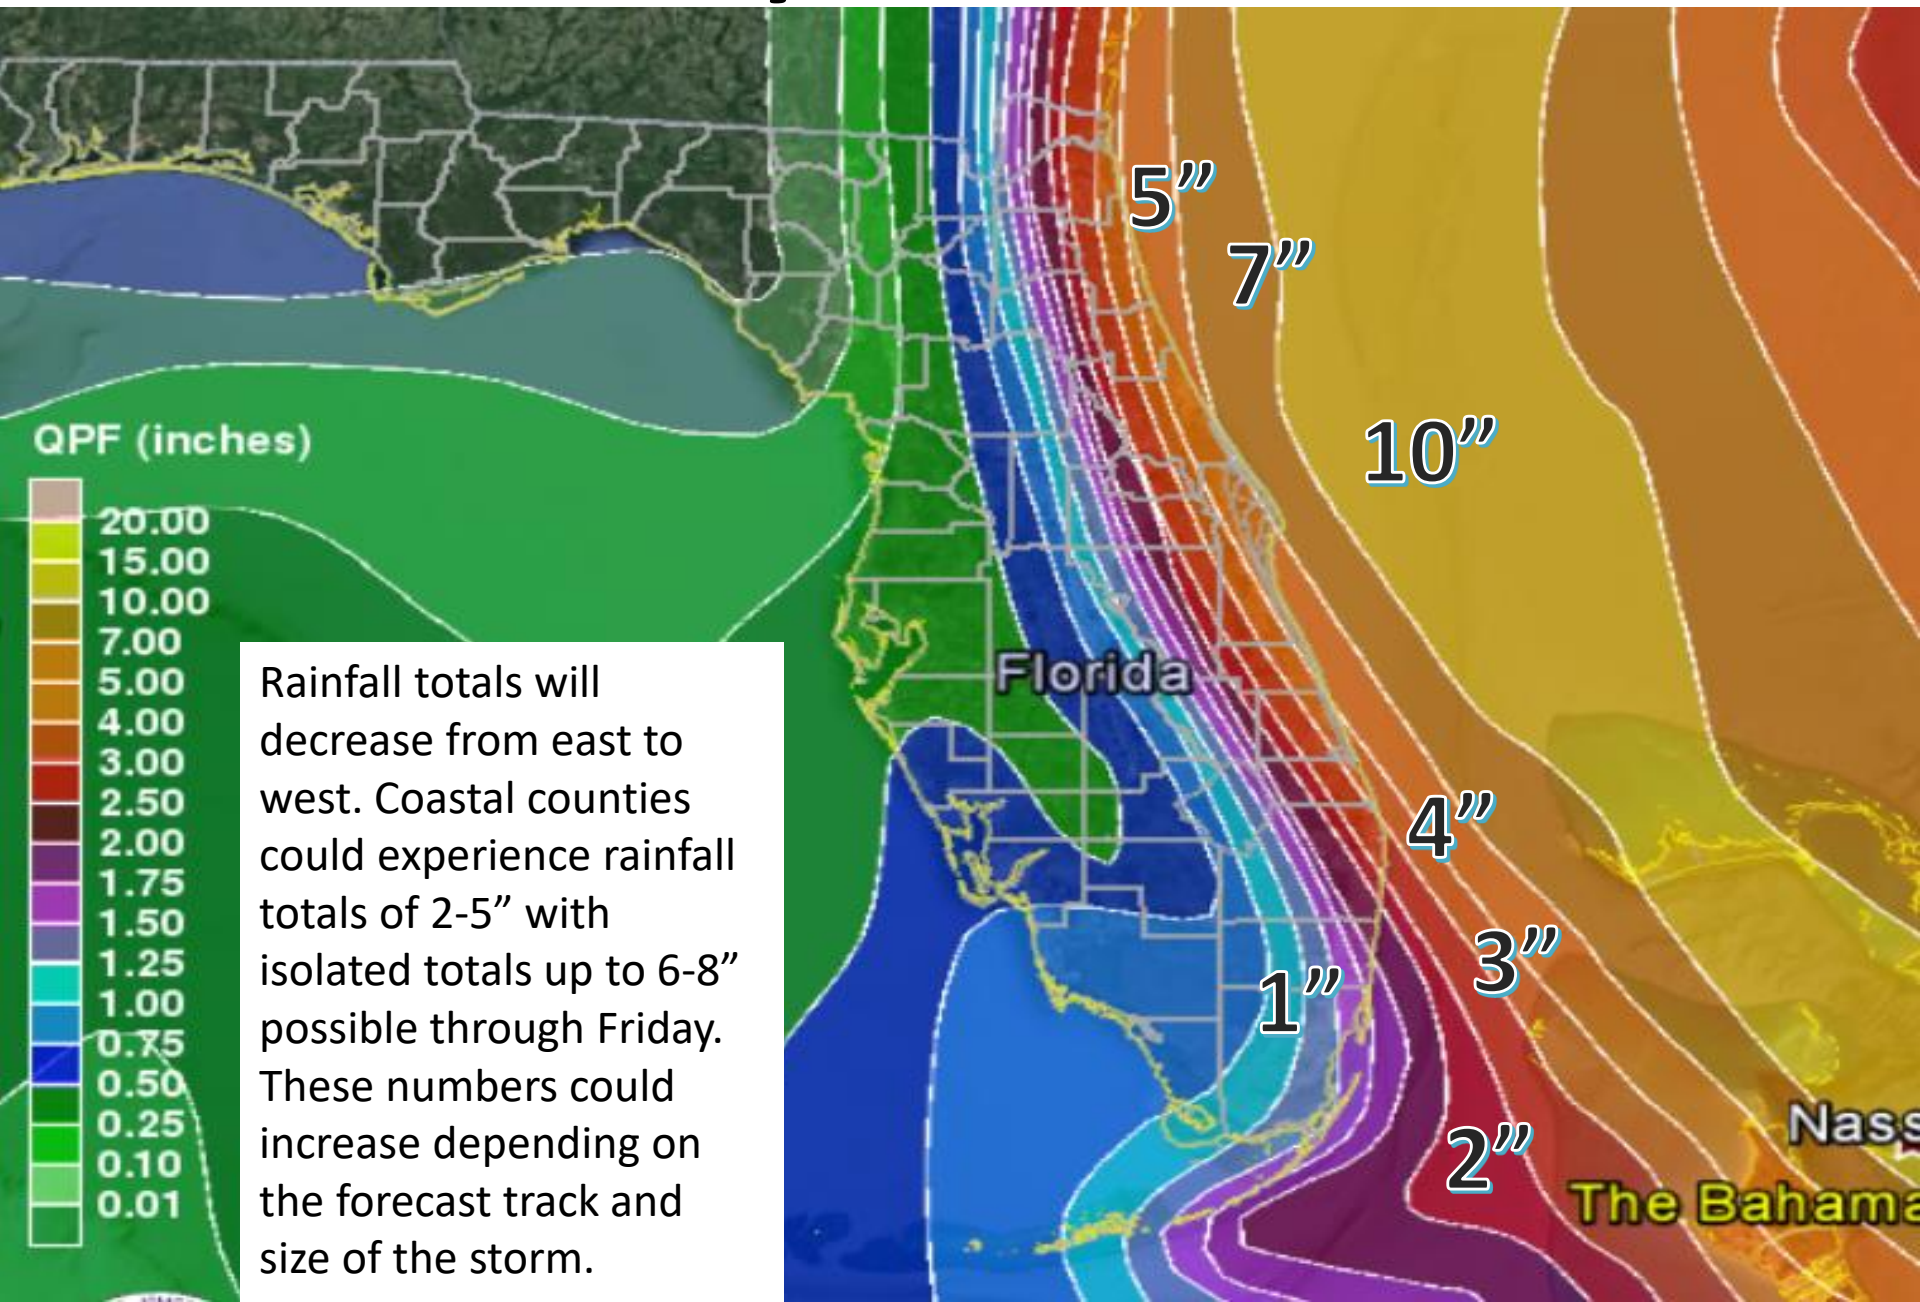 5”
7”
10”
QPF (inches)
20.00
15.00
10.00
7.00
5.00
4.00
3.00
2.50
2.00
1.75
1.50
1.25
1.00
0.75
0.50
0.25
0.10
0.01
Rainfall totals will
decrease from east to
west. Coastal counties
could experience rainfall
totals of 2-5” with
isolated totals up to 6-8”
possible through Friday.
These numbers could
increase depending on
the forecast track and
size of the storm.
Florida
4”
3”
1”
2”
Nass
The Bahama